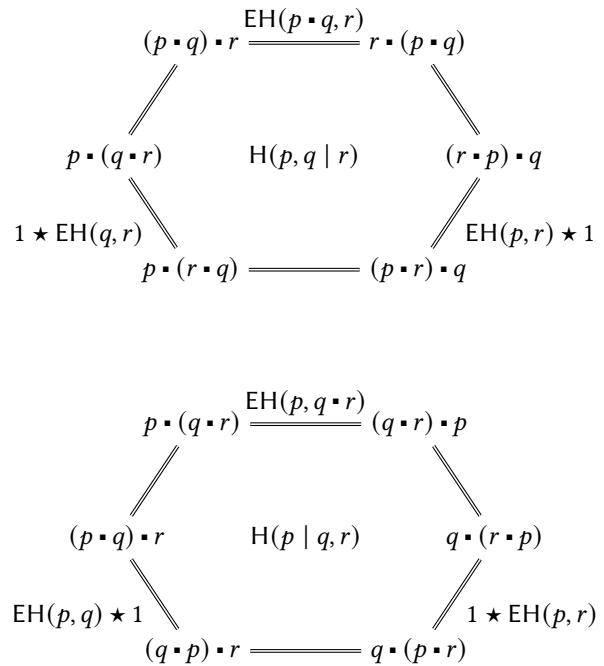 EH(p ▪ q, r)
(p ▪ q) ▪ r r ▪ (p ▪ q)
p ▪ (q ▪ r) H(p, q | r) (r ▪ p) ▪ q
1 ★ EH(q, r) EH(p, r) ★ 1
p ▪ (r ▪ q) (p ▪ r) ▪ q
EH(p, q ▪ r)
p ▪ (q ▪ r) (q ▪ r) ▪ p
(p ▪ q) ▪ r H(p | q, r) q ▪ (r ▪ p)
EH(p, q) ★ 1 1 ★ EH(p, r)
(q ▪ p) ▪ r q ▪ (p ▪ r)